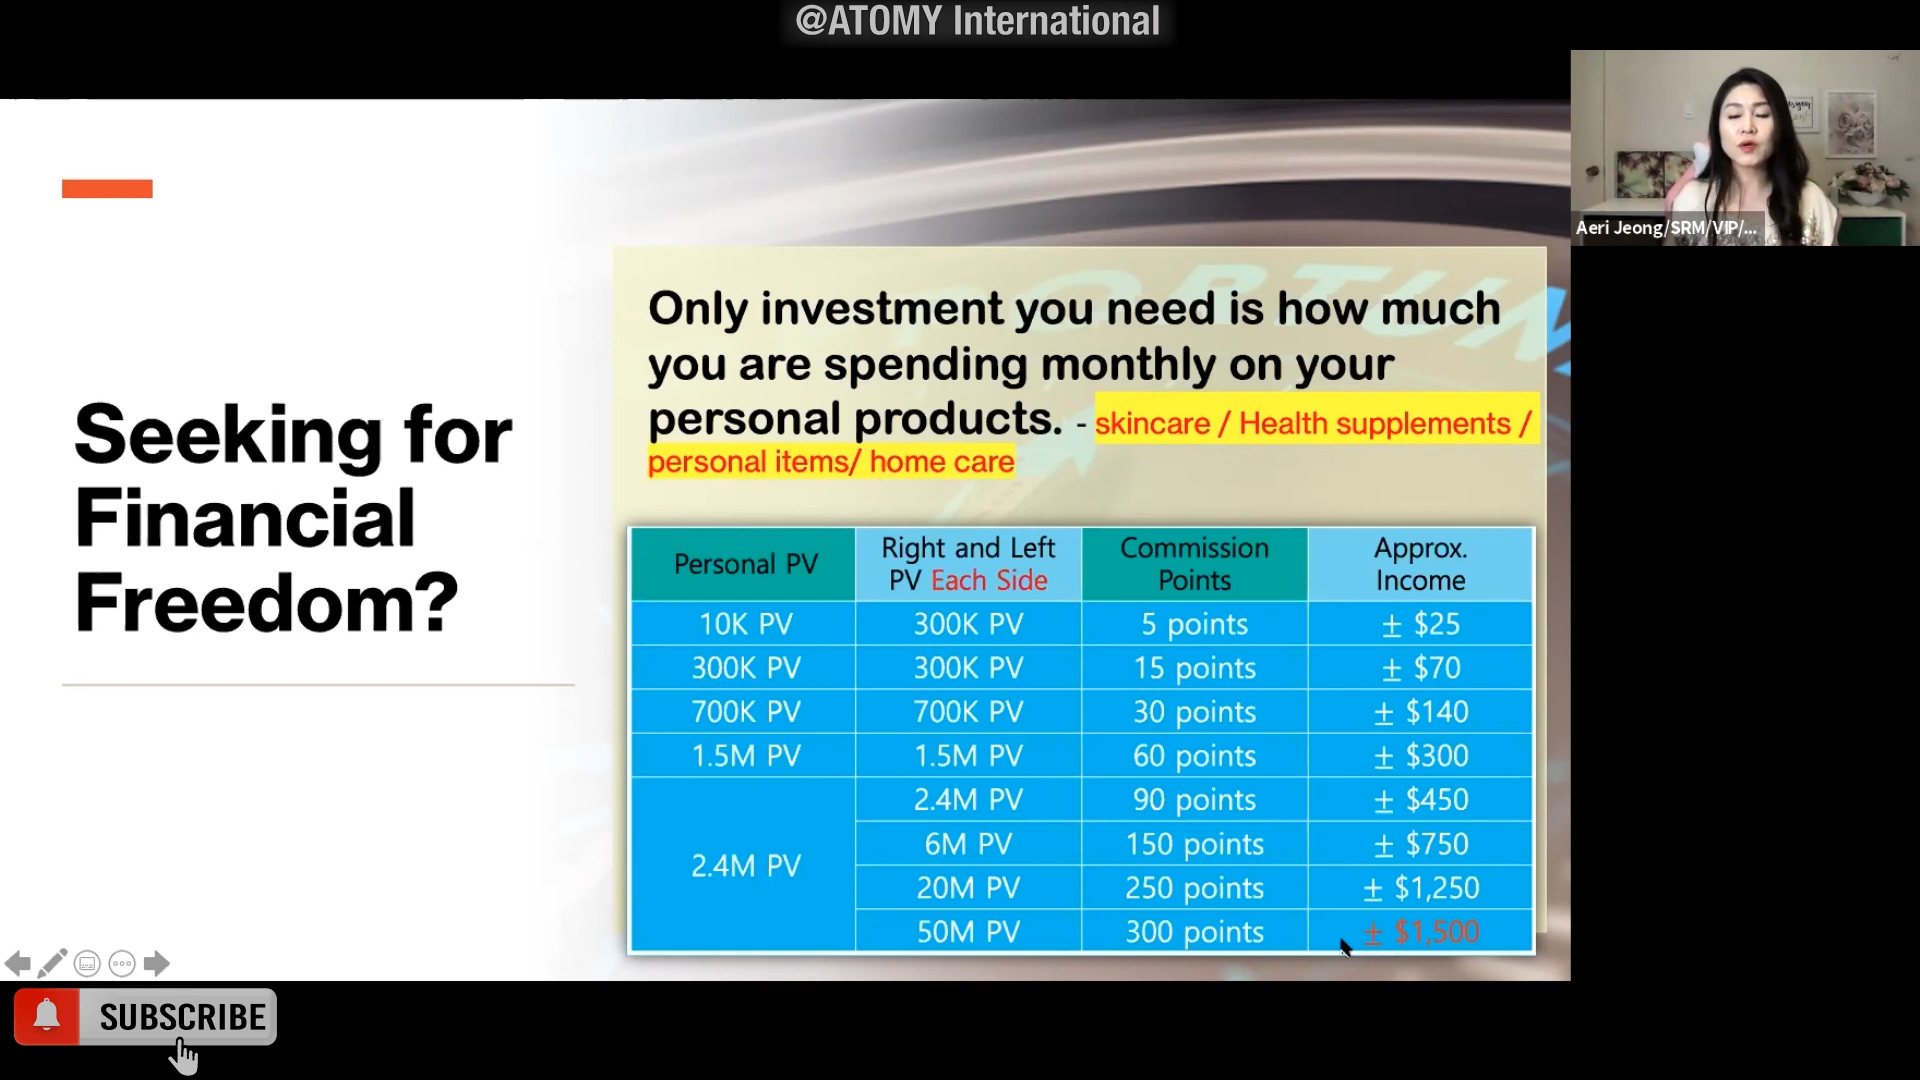 @ATOMY International
Aeri Jeong/SRM/VIP/...
Seeking for
Financial
Freedom?
Only investment you need is how much
you are spending monthly on your
personal products. - skincare / Health supplements /
personal items/ home care
Personal PV
Right and Left
PV Each Side
Commission
Points
Approx.
Income
10K PV 300K PV 5 points ± $25
300K PV 300K PV 15 points ± $70
700K PV 700K PV 30 points ± $140
1.5M PV 1.5M PV 60 points ± $300
2.4M PV
2.4M PV 90 points ± $450
6M PV 150 points ± $750
20M PV 250 points ± $1,250
50M PV 300 points ± $1,500
SUBSCRIBE